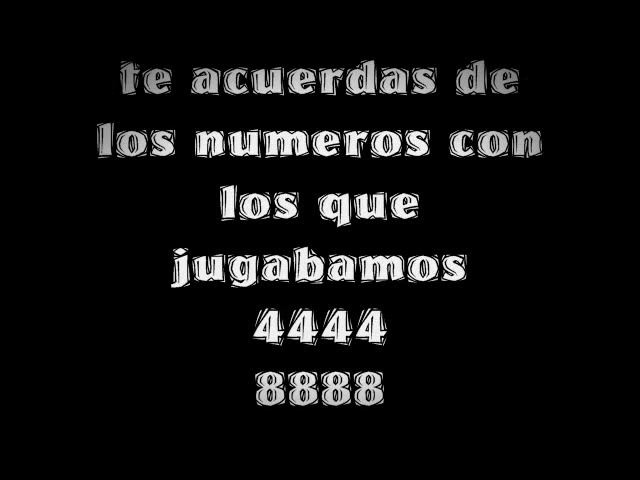 te acuerdas de
los numeros con
los que
jugabamos
4444
8888